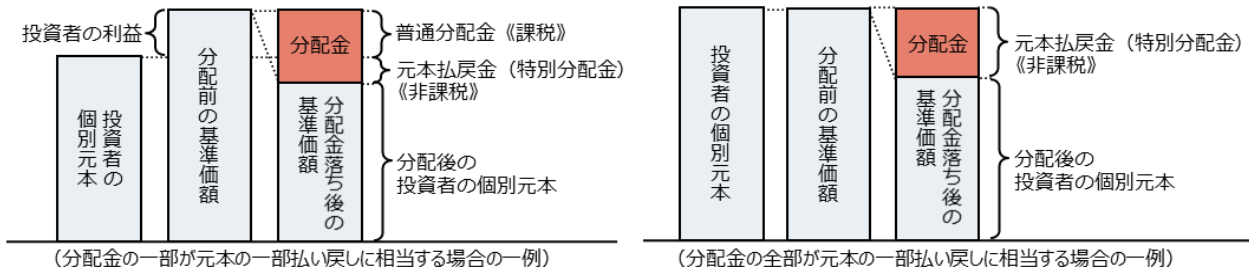 投資者の利益
投資者の
個別元本
分配前の基準価額
分配金
分配金落ち後の
基準価額
普通分配金《課税》
元本払戻金（特別分配金）
《非課税》
分配後の
投資者の個別元本
（分配金の一部が元本の一部払い戻しに相当する場合の一例）
投資者の個別元本
分配前の基準価額
分配金
分配金落ち後の
基準価額
元本払戻金（特別分配金）
《非課税》
分配後の
投資者の個別元本
（分配金の全部が元本の一部払い戻しに相当する場合の一例）